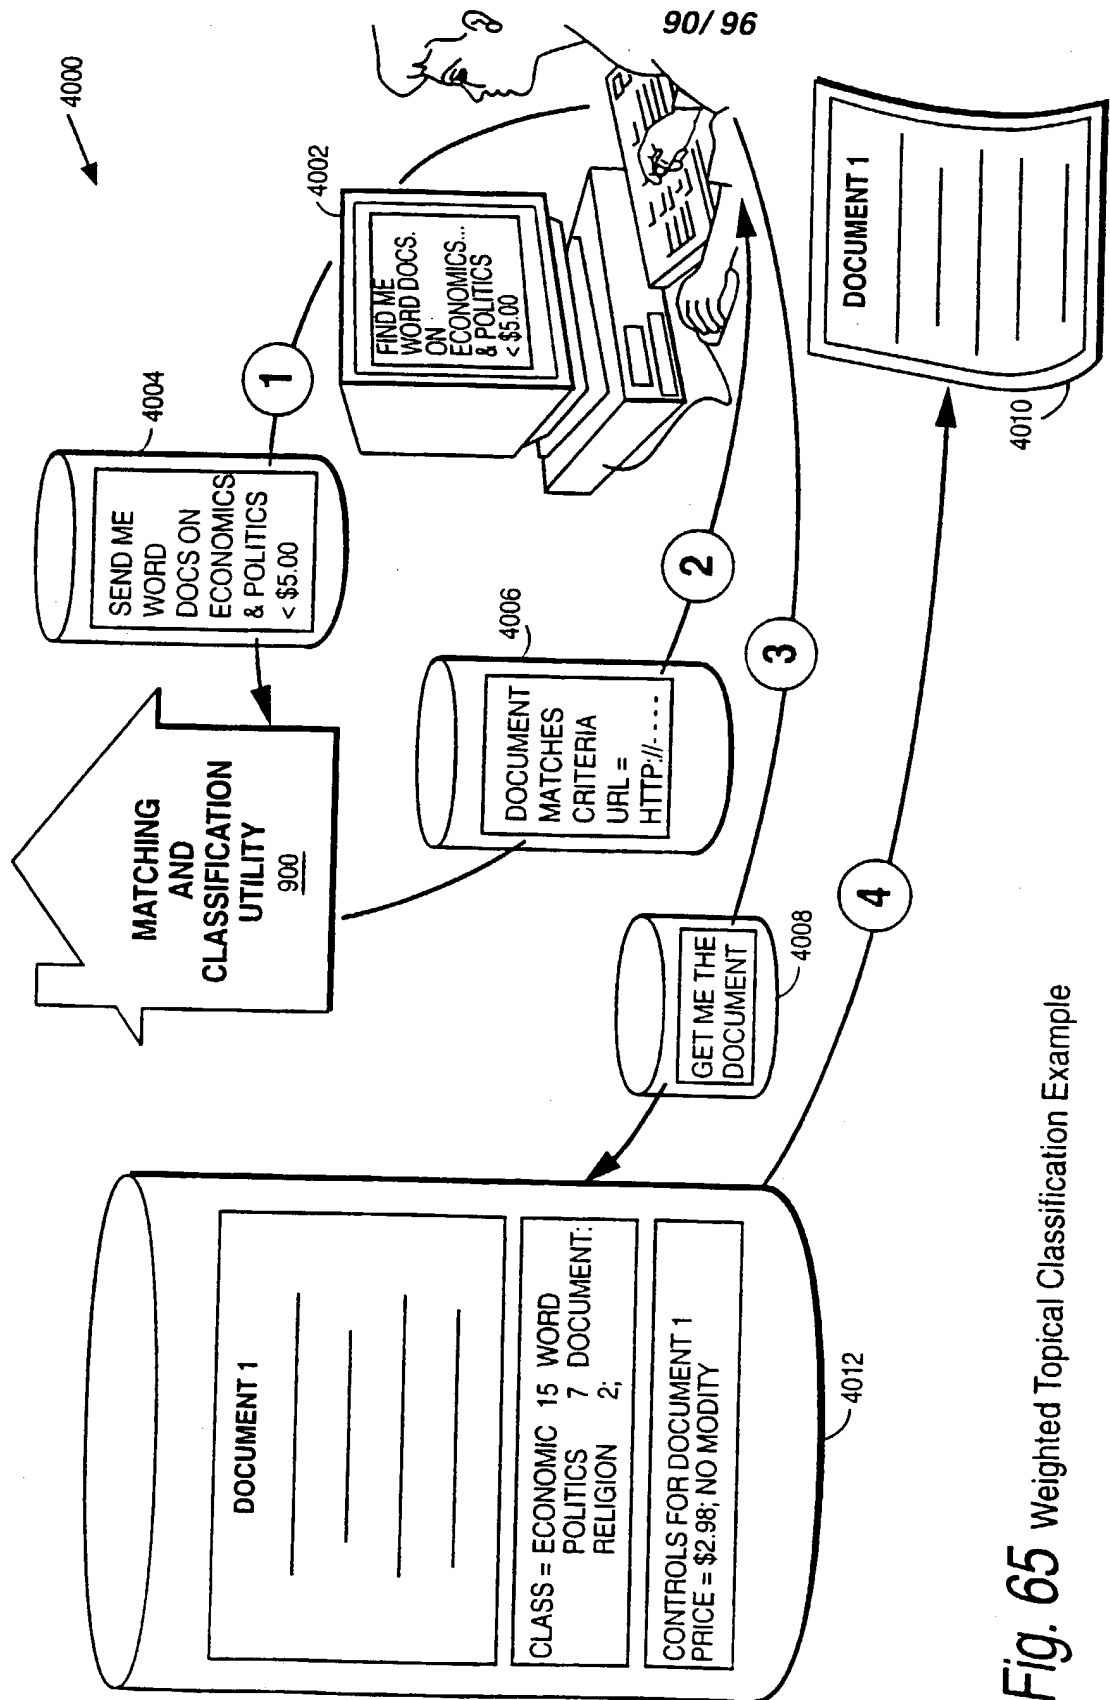 90/96
4000
4002
FIND ME
WORD DOCS.
ON
ECONOMICS...
& POLITICS
< $5.00
1
4004
SEND ME
WORD
DOCS ON
ECONOMICS
& POLITICS
< $5.00
MATCHING
AND
CLASSIFICATION
UTILITY
900
4006
DOCUMENT
MATCHES
CRITERIA
URL =
HTTP://----
2
3
4008
GET ME THE
DOCUMENT
4
DOCUMENT 1
4010
DOCUMENT 1
CLASS = ECONOMIC 15 WORD
POLITICS 7 DOCUMENT:
RELIGION 2;
CONTROLS FOR DOCUMENT 1
PRICE = $2.98; NO MODITY
4012
Fig. 65 Weighted Topical Classification Example